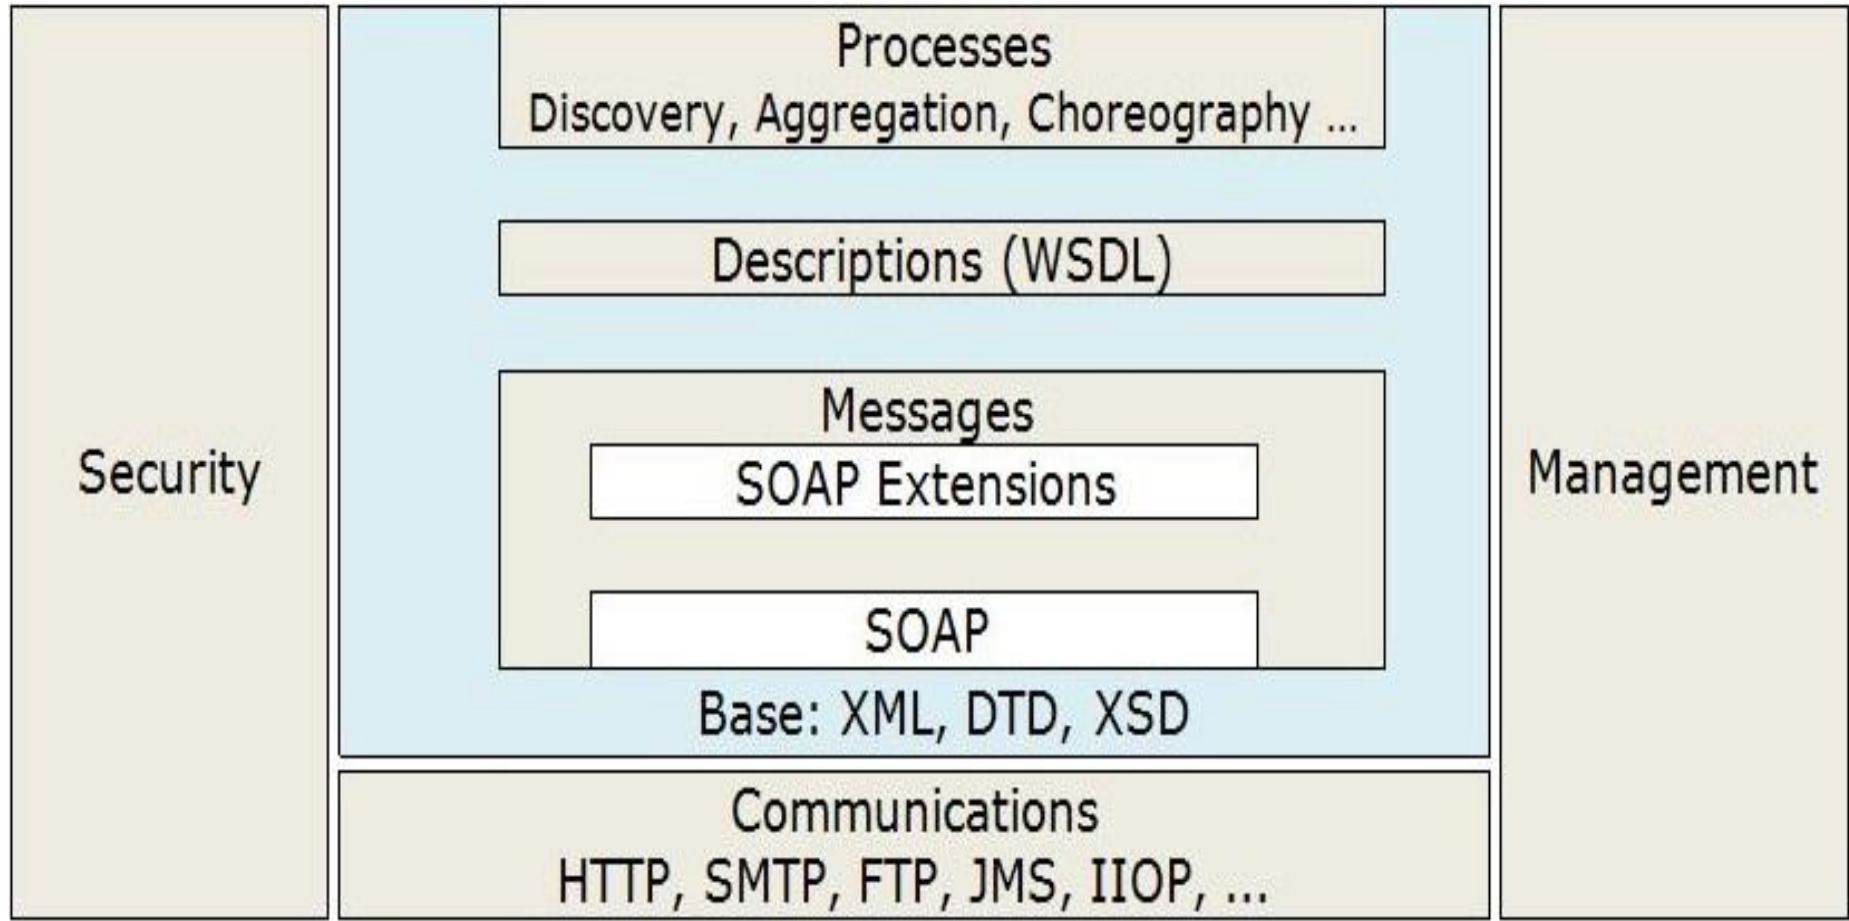 Processes
Discovery, Aggregation, Choreography ...
Descriptions (WSDL)
Messages
SOAP Extensions
Security
Management
SOAP
Base: XML, DTD, XSD
Communications
HTTP, SMTP, FTP, JMS, IIOP, ...